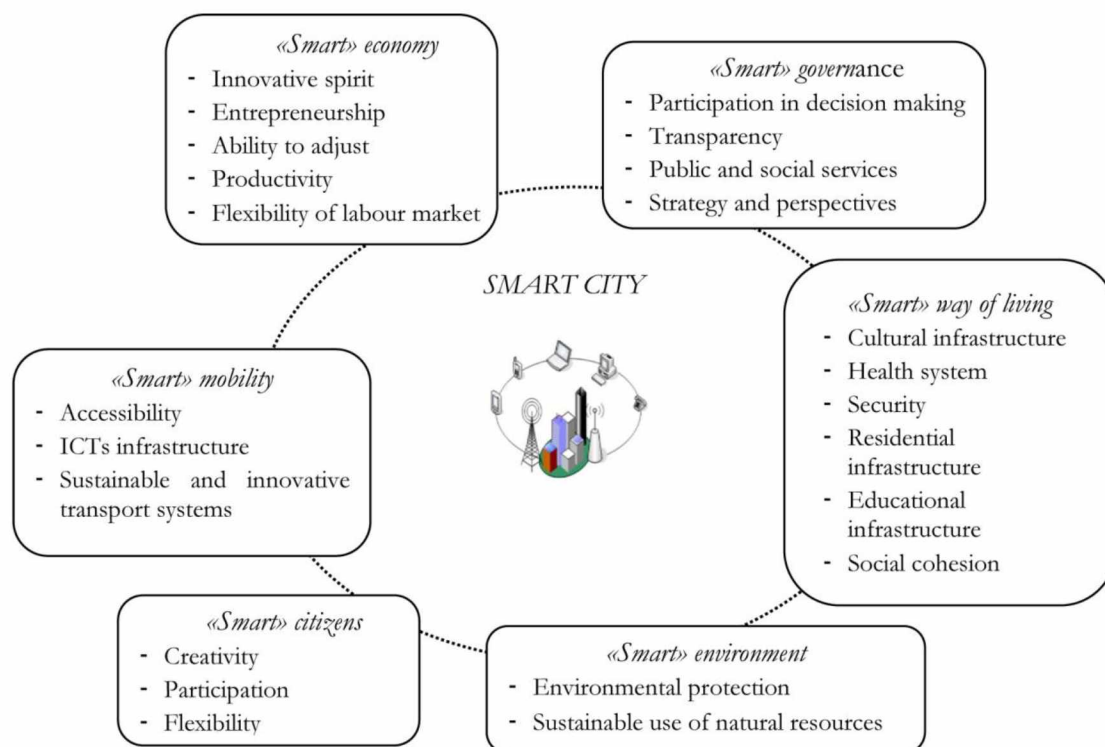 «Smart» economy
- Innovative spirit
- Entrepreneurship
- Ability to adjust
- Productivity
- Flexibility of labour market
«Smart» governance
- Participation in decision making
- Transparency
- Public and social services
- Strategy and perspectives
SMART CITY
«Smart» way of living
- Cultural infrastructure
- Health system
- Security
- Residential
infrastructure
- Educational
infrastructure
- Social cohesion
«Smart» mobility
- Accessibility
- ICTs infrastructure
- Sustainable and innovative
transport systems
«Smart» citizens
- Creativity
- Participation
- Flexibility
«Smart» environment
- Environmental protection
- Sustainable use of natural resources